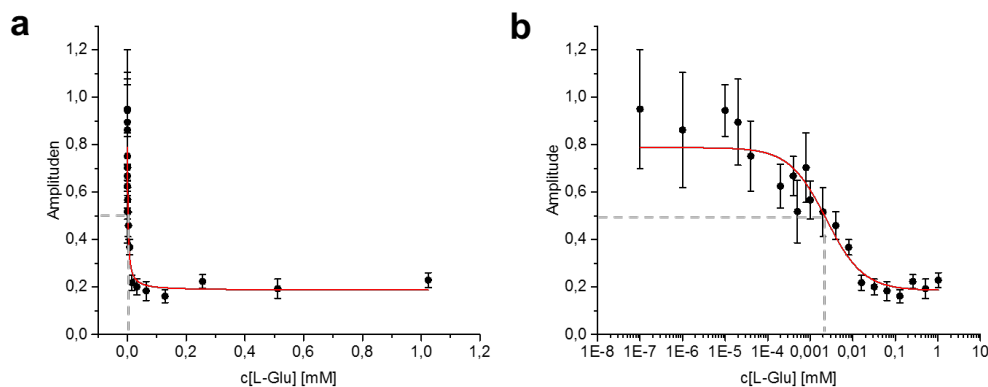 a
1,2
1,0
0,8
0,6
0,4
0,2
0,0
Amplituden
0,0 0,2 0,4 0,6 0,8 1,0 1,2
c[L-Glu] [mM]
b
1,2
1,0
0,8
0,6
0,4
0,2
0,0
Amplitude
1E-8 1E-7 1E-6 1E-5 1E-4 0,001 0,01 0,1 1 10
c[L-Glu] [mM]